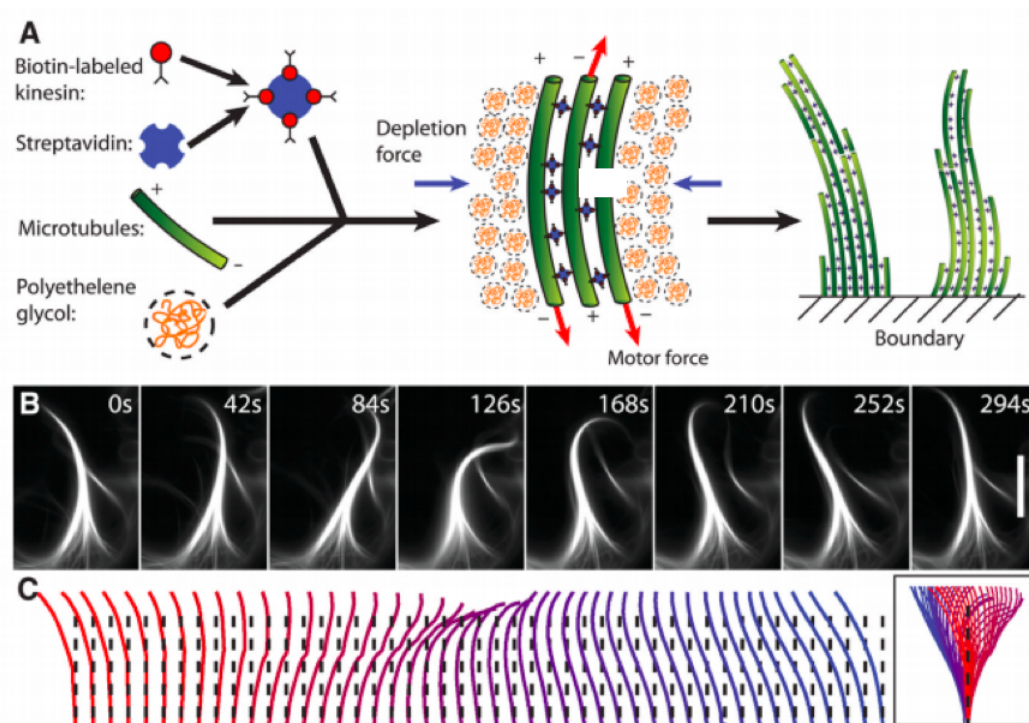 A
Biotin-labeled
kinesin:
Streptavidin:
+
Microtubules:
−
Polyethelene
glycol:
Depletion
force
+ − +
− + −
Motor force
Boundary
B
0s 42s 84s 126s 168s 210s 252s 294s
C